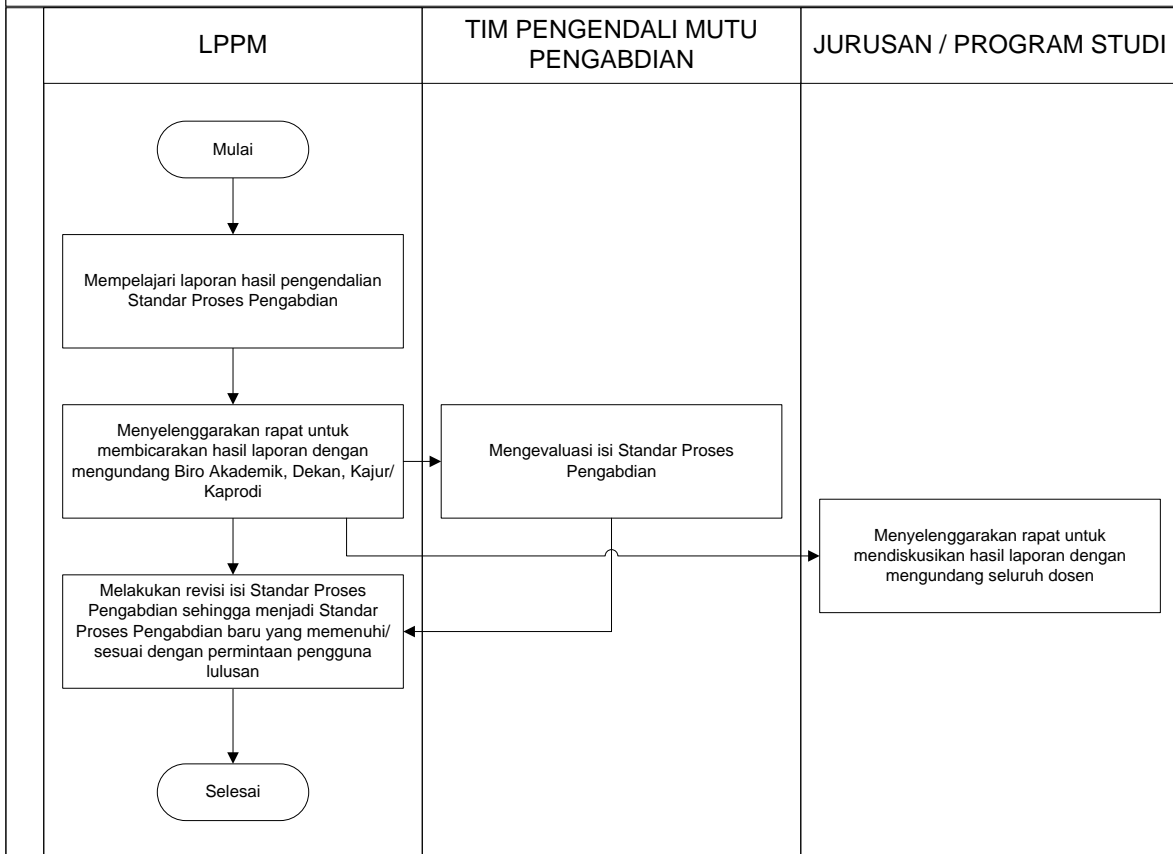 LPPM
TIM PENGENDALI MUTU
PENGABDIAN
JURUSAN / PROGRAM STUDI
Mulai
Mempelajari laporan hasil pengendalian
Standar Proses Pengabdian
Menyelenggarakan rapat untuk
membicarakan hasil laporan dengan
mengundang Biro Akademik, Dekan, Kajur/
Kaprodi
Mengevaluasi isi Standar Proses
Pengabdian
Menyelenggarakan rapat untuk
mendiskusikan hasil laporan dengan
mengundang seluruh dosen
Melakukan revisi isi Standar Proses
Pengabdian sehingga menjadi Standar
Proses Pengabdian baru yang memenuhi/
sesuai dengan permintaan pengguna
lulusan
Selesai